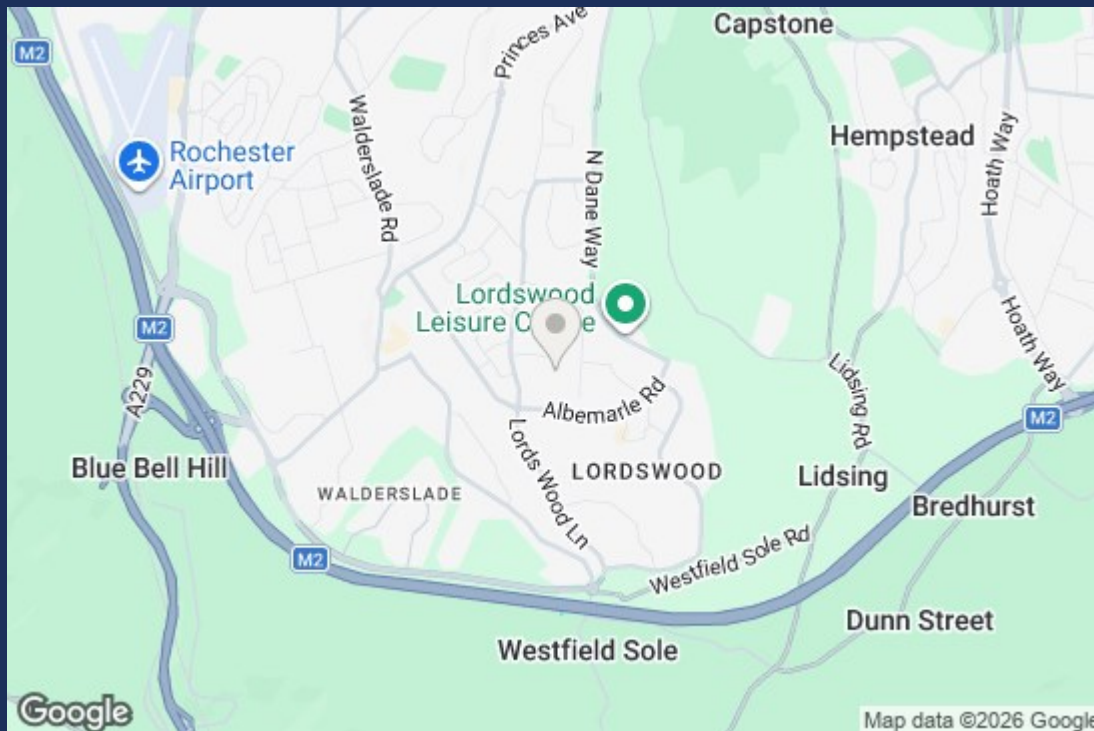 Capstone
M2
Princes Ave
Walderslade Rd
Hempstead
Hoath Way
Rochester
Airport
N Dane Way
Lordswood
Leisure C e
Hoath Way
M2
A229
Lidsing Rd
Albemarle Rd
M2
Lords Wood Ln
Blue Bell Hill
LORDSWOOD
Lidsing
WALDERSLADE
Bredhurst
M2
Westfield Sole Rd
Dunn Street
Westfield Sole
Google
Map data ©2026 Google